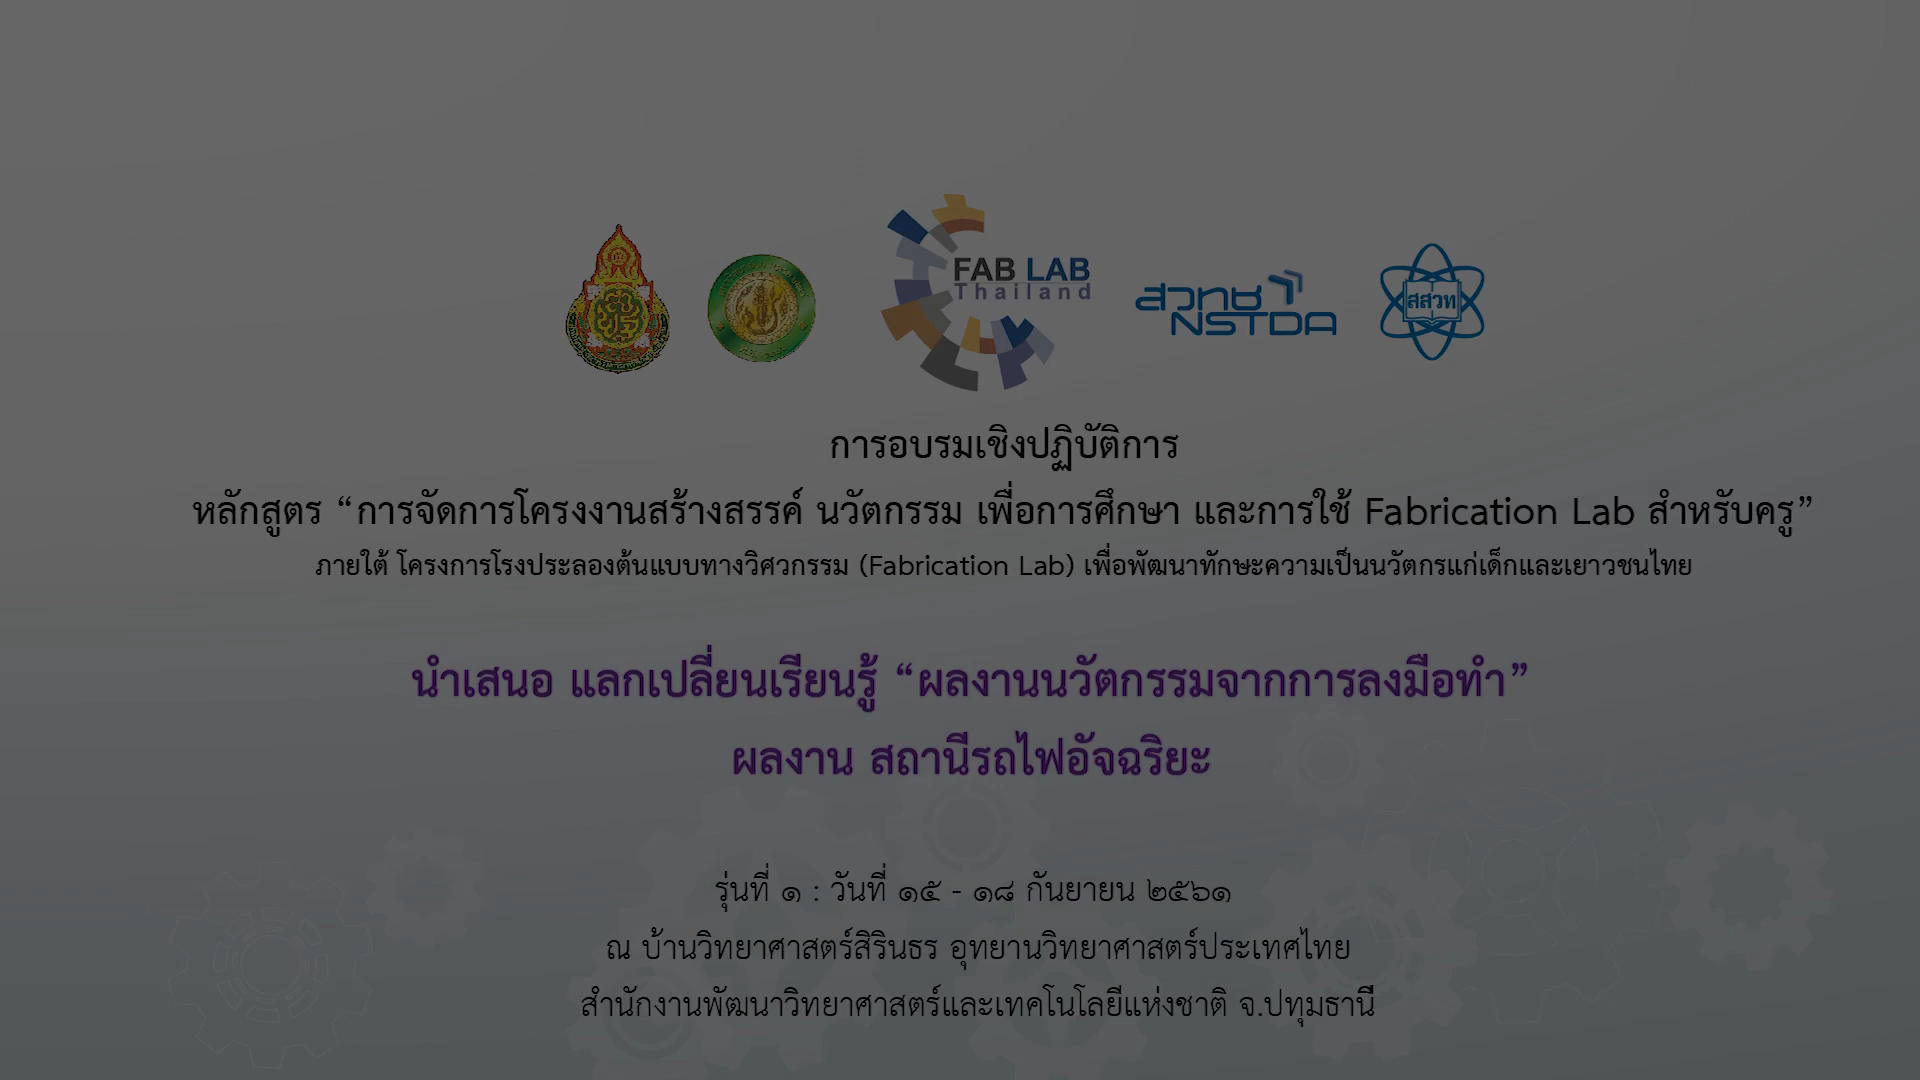 FAB LAB
Thailand
สวทช
NSTDA
สสวท
การอบรมเชิงปฏิบัติการ
หลักสูตร “การจัดการโครงงานสร้างสรรค์ นวัตกรรม เพื่อการศึกษา และการใช้ Fabrication Lab สำหรับครู”
ภายใต้ โครงการโรงประลองต้นแบบทางวิศวกรรม (Fabrication Lab) เพื่อพัฒนาทักษะความเป็นนวัตกรแก่เด็กและเยาวชนไทย
นำเสนอ แลกเปลี่ยนเรียนรู้ “ผลงานนวัตกรรมจากการลงมือทำ”
ผลงาน สถานีรถไฟอัจฉริยะ
รุ่นที่ ๑ : วันที่ ๑๕ - ๑๘ กันยายน ๒๕๖๑
ณ บ้านวิทยาศาสตร์สิรินธร อุทยานวิทยาศาสตร์ประเทศไทย
สำนักงานพัฒนาวิทยาศาสตร์และเทคโนโลยีแห่งชาติ จ.ปทุมธานี